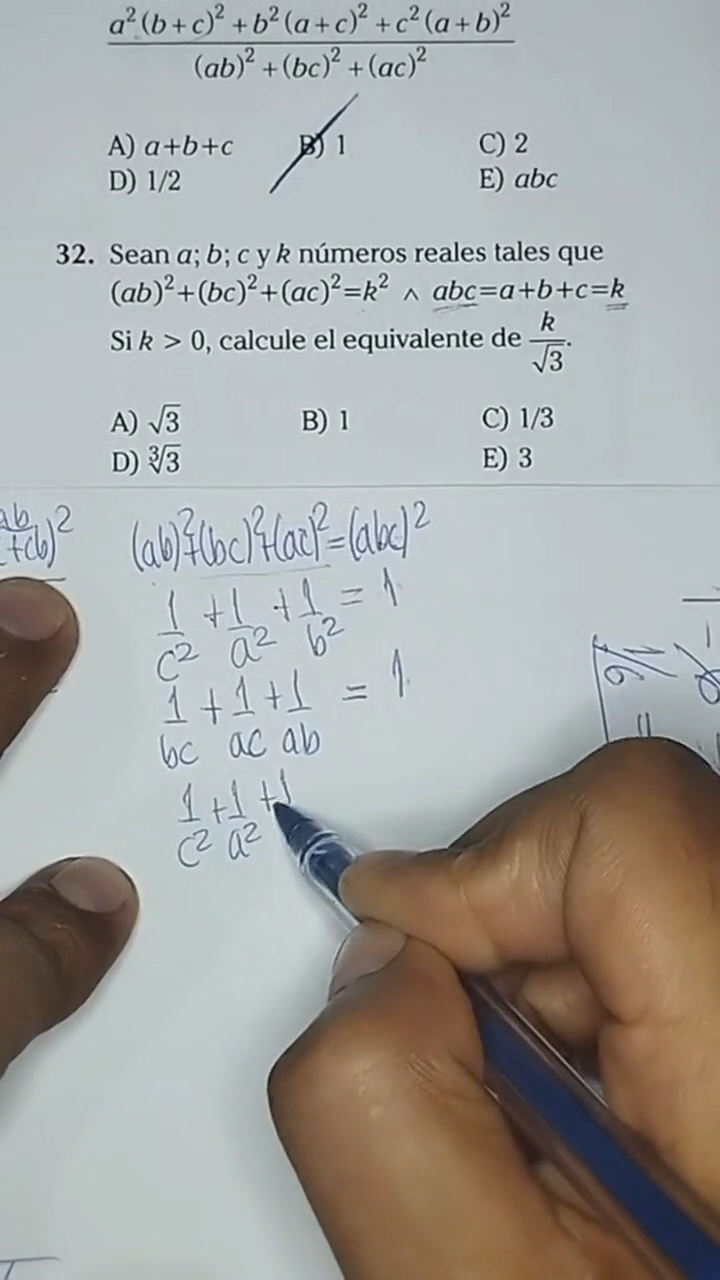 a²(b+c)²+b²(a+c)²+c²(a+b)²
(ab)²+(bc)²+(ac)²
A) a+b+c B) 1 C) 2
D) 1/2 E) abc
32. Sean a; b; c y k números reales tales que
(ab)²+(bc)²+(ac)²=k² ∧ abc=a+b+c=k
Si k > 0, calcule el equivalente de k/√3.
A) √3 B) 1 C) 1/3
D) ∛3 E) 3
(ab)²+(bc)²+(ac)²=(abc)²
1/c² + 1/a² + 1/b² = 1
1/bc + 1/ac + 1/ab = 1
1/c² + 1/a² + 1